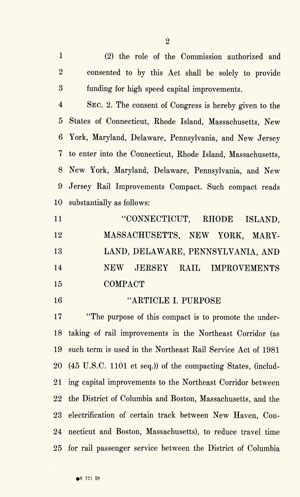 2
1 (2) the role of the Commission authorized and
2 consented to by this Act shall be solely to provide
3 funding for high speed capital improvements.
4 SEC. 2. The consent of Congress is hereby given to the
5 States of Connecticut, Rhode Island, Massachusetts, New
6 York, Maryland, Delaware, Pennsylvania, and New Jersey
7 to enter into the Connecticut, Rhode Island, Massachusetts,
8 New York, Maryland, Delaware, Pennsylvania, and New
9 Jersey Rail Improvements Compact. Such compact reads
10 substantially as follows:
11 "CONNECTICUT, RHODE ISLAND,
12 MASSACHUSETTS, NEW YORK, MARY-
13 LAND, DELAWARE, PENNSYLVANIA, AND
14 NEW JERSEY RAIL IMPROVEMENTS
15 COMPACT
16 "ARTICLE I. PURPOSE
17 "The purpose of this compact is to promote the under-
18 taking of rail improvements in the Northeast Corridor (as
19 such term is used in the Northeast Rail Service Act of 1981
20 (45 U.S.C. 1101 et seq.)) of the compacting States, (includ-
21 ing capital improvements to the Northeast Corridor between
22 the District of Columbia and Boston, Massachusetts, and the
23 electrification of certain track between New Haven, Con-
24 necticut and Boston, Massachusetts), to reduce travel time
25 for rail passenger service between the District of Columbia
●S 771 IS